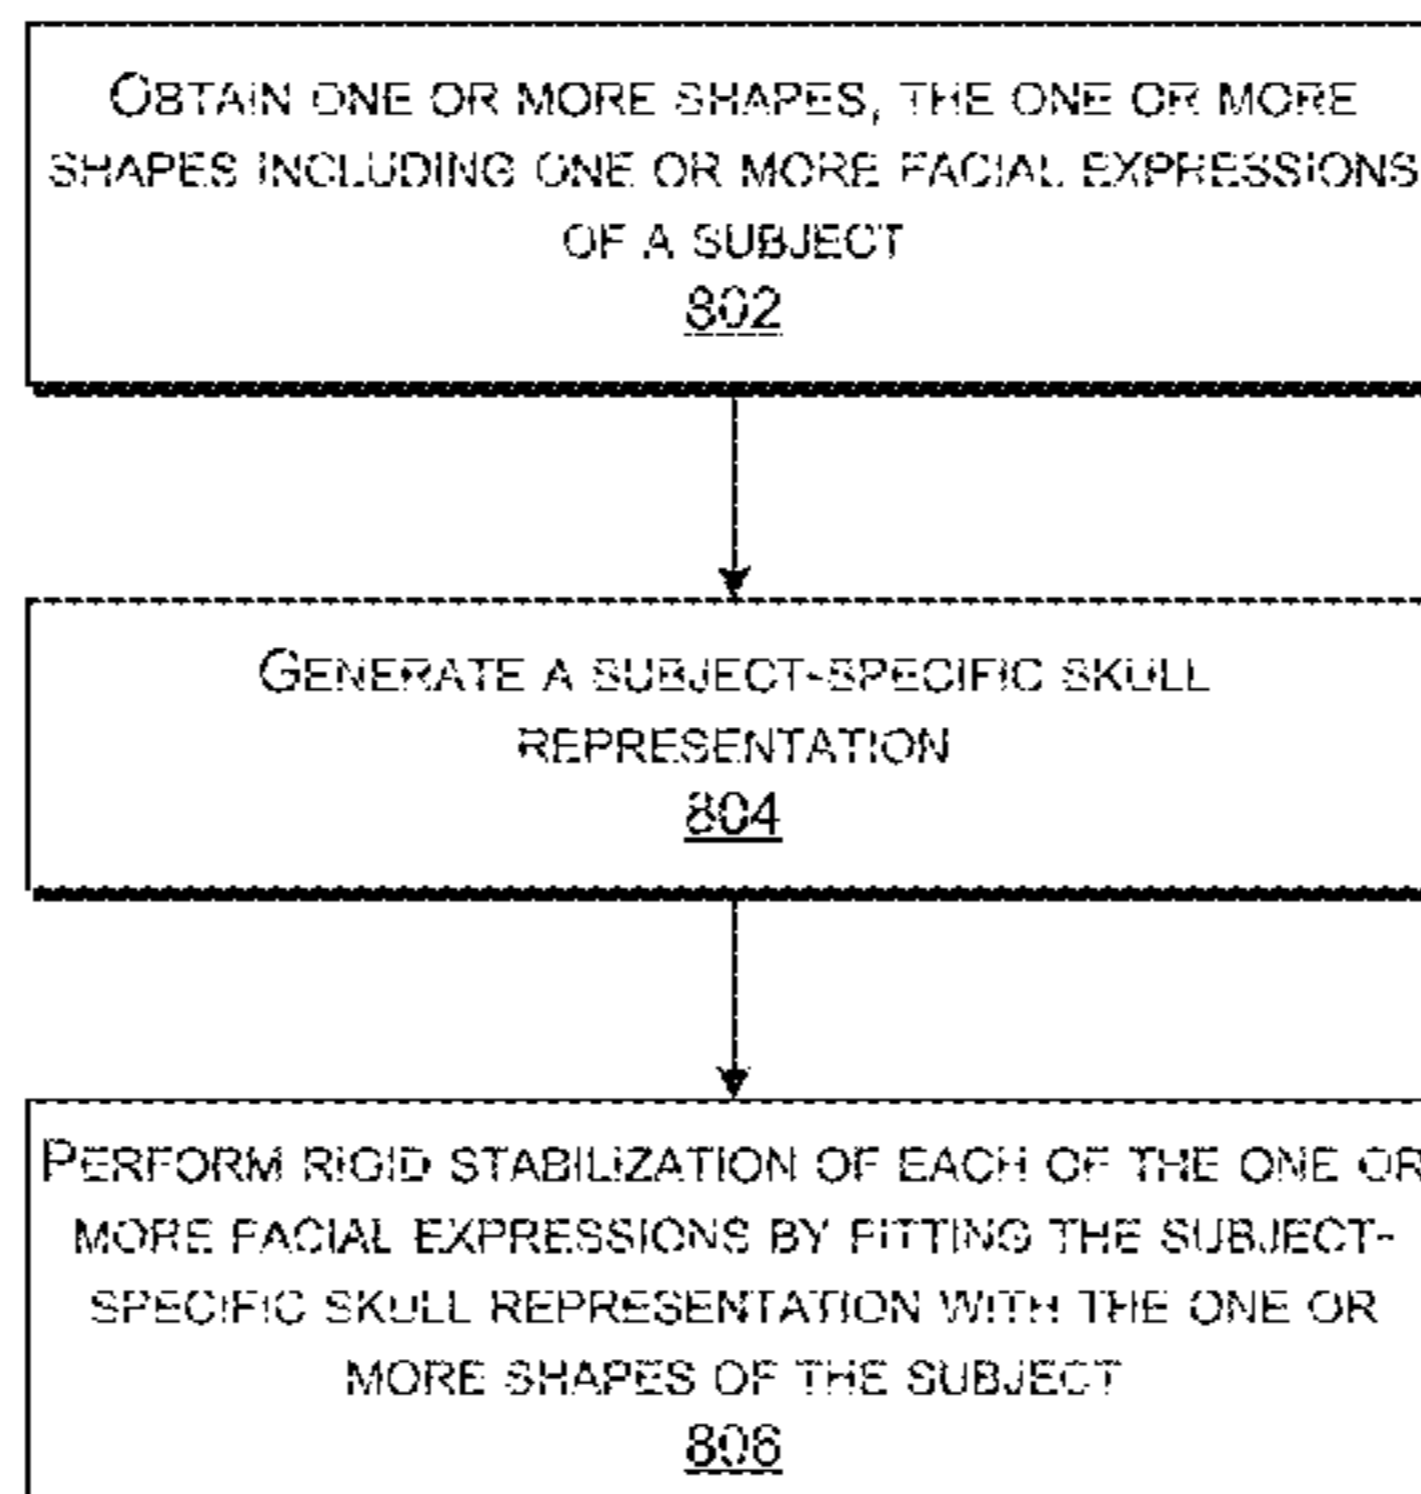 OBTAIN ONE OR MORE SHAPES, THE ONE OR MORE
SHAPES INCLUDING ONE OR MORE FACIAL EXPRESSIONS
OF A SUBJECT
802
GENERATE A SUBJECT-SPECIFIC SKULL
REPRESENTATION
804
PERFORM RIGID STABILIZATION OF EACH OF THE ONE OR
MORE FACIAL EXPRESSIONS BY FITTING THE SUBJECT-
SPECIFIC SKULL REPRESENTATION WITH THE ONE OR
MORE SHAPES OF THE SUBJECT
806